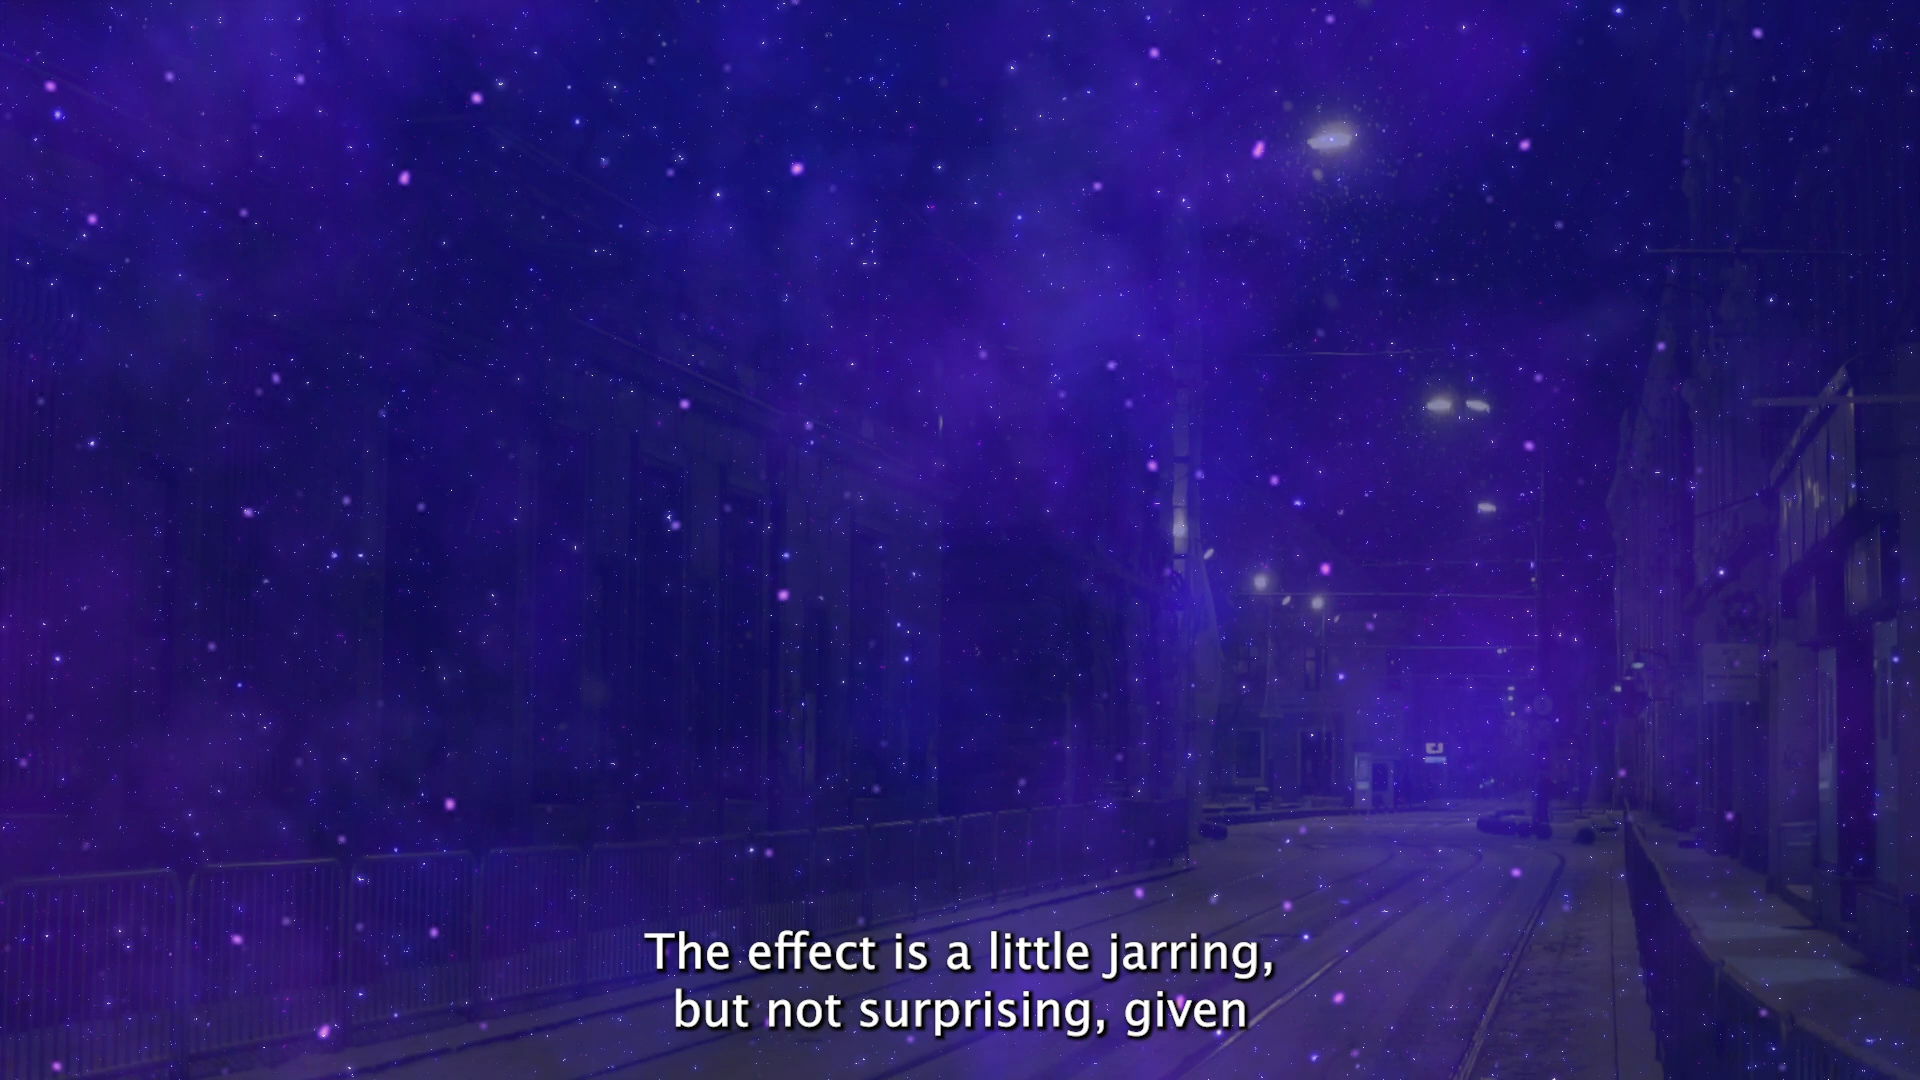 The effect is a little jarring,
but not surprising, given